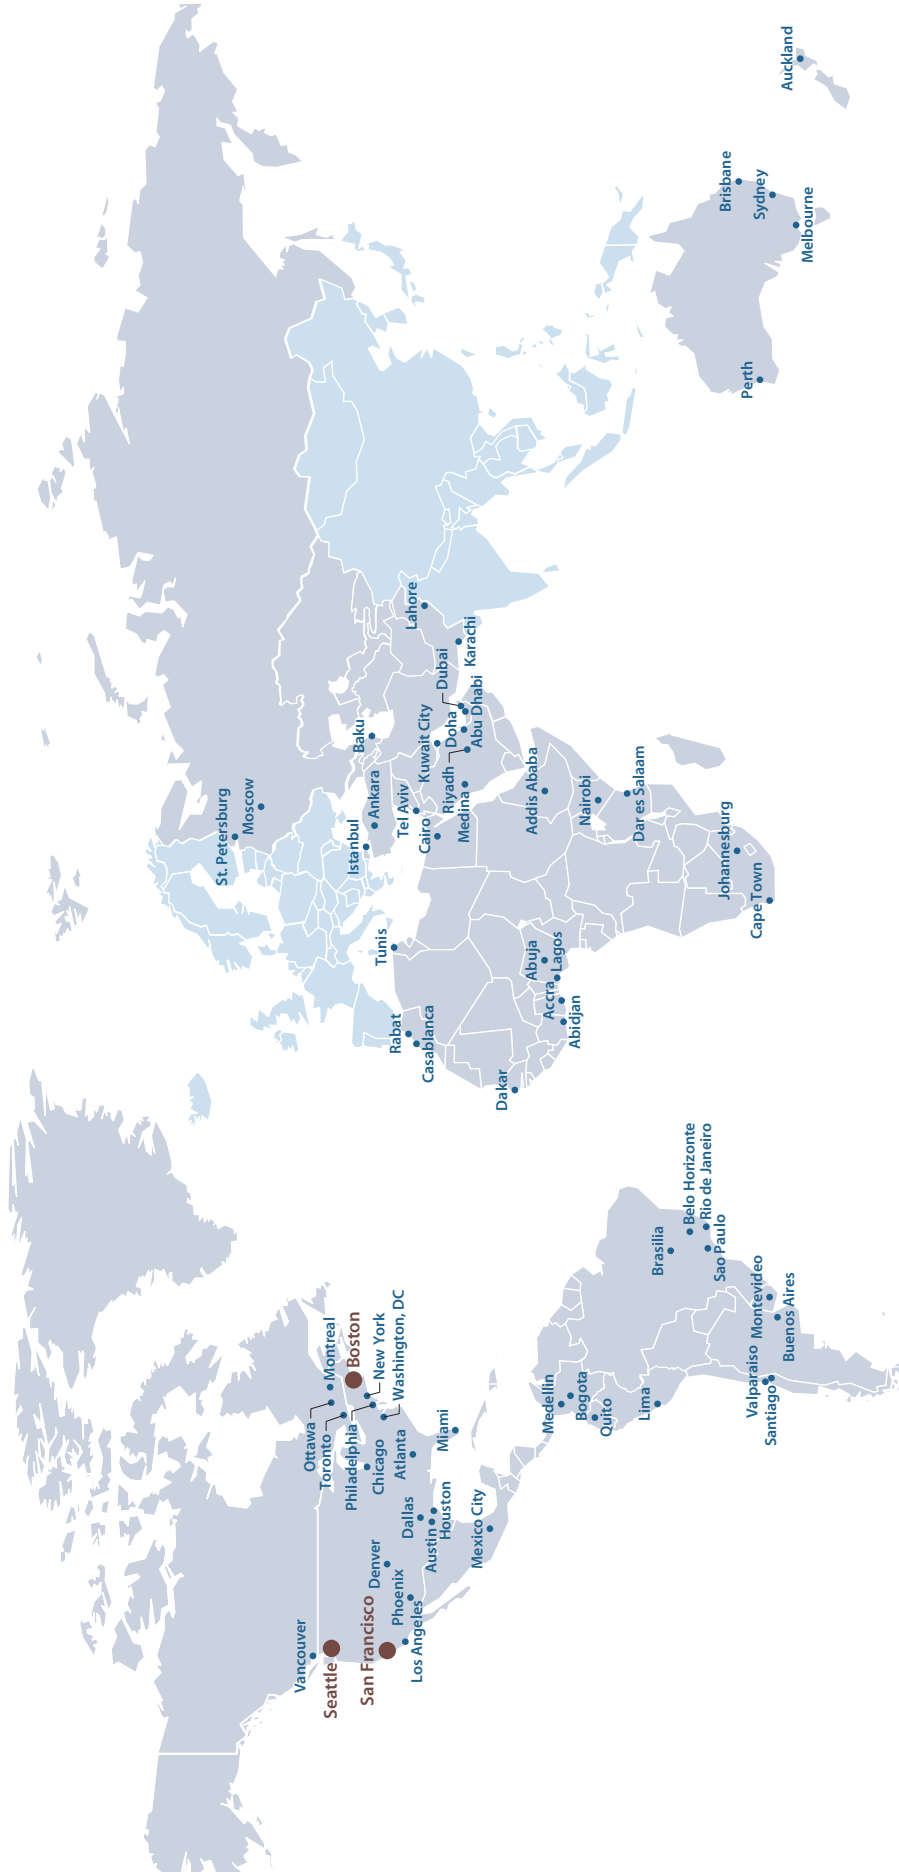 Vancouver
Seattle
San Francisco
Los Angeles
Phoenix
Denver
Dallas
Austin
Houston
Mexico City
Ottawa
Toronto
Montreal
Boston
New York
Philadelphia
Washington, DC
Chicago
Atlanta
Miami
Medellin
Bogota
Quito
Lima
Brasilia
Belo Horizonte
Rio de Janeiro
Sao Paulo
Montevideo
Buenos Aires
Valparaiso
Santiago
St. Petersburg
Moscow
Istanbul
Ankara
Baku
Tunis
Rabat
Casablanca
Dakar
Abidjan
Accra
Lagos
Abuja
Cairo
Tel Aviv
Kuwait City
Riyadh
Medina
Doha
Dubai
Abu Dhabi
Lahore
Karachi
Addis Ababa
Nairobi
Dar es Salaam
Johannesburg
Cape Town
Perth
Brisbane
Sydney
Melbourne
Auckland